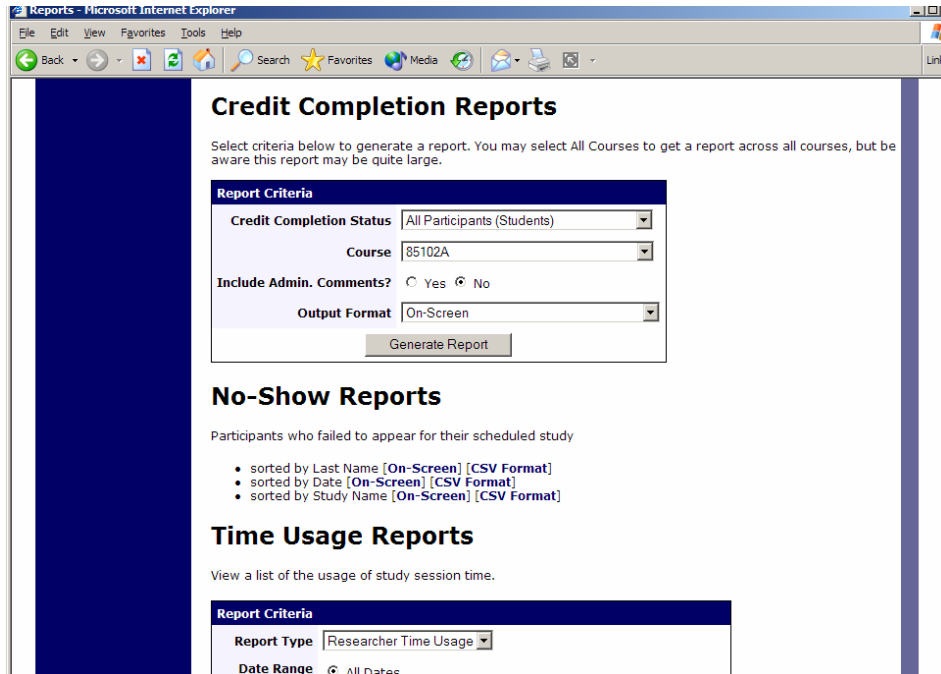 Reports - Microsoft Internet Explorer
File Edit View Favorites Tools Help
Back Search Favorites Media
Credit Completion Reports
Select criteria below to generate a report. You may select All Courses to get a report across all courses, but be
aware this report may be quite large.
Report Criteria
Credit Completion Status All Participants (Students)
Course 85102A
Include Admin. Comments? Yes No
Output Format On-Screen
Generate Report
No-Show Reports
Participants who failed to appear for their scheduled study
• sorted by Last Name [On-Screen] [CSV Format]
• sorted by Date [On-Screen] [CSV Format]
• sorted by Study Name [On-Screen] [CSV Format]
Time Usage Reports
View a list of the usage of study session time.
Report Criteria
Report Type Researcher Time Usage
Date Range All Dates